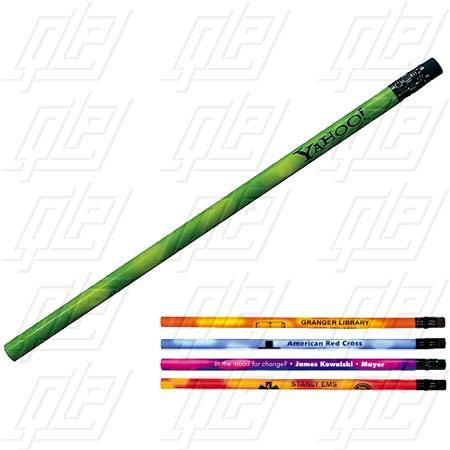 YAHOO!
GRANGER LIBRARY
American Red Cross
In the mood for change? • James Kowalski • Mayor
STANLY EMS